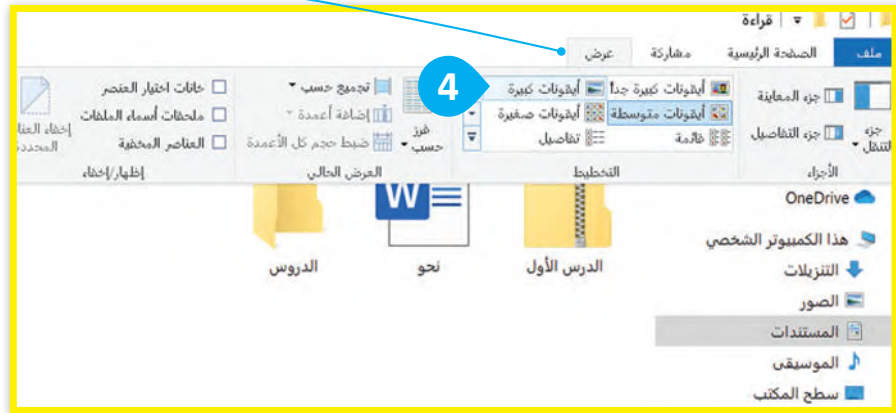 قراءة
ملف الصفحة الرئيسية مشاركة عرض
جزء التنقل
جزء المعاينة
جزء التفاصيل
الأجزاء
أيقونات كبيرة جداً أيقونات كبيرة
أيقونات متوسطة أيقونات صغيرة
قائمة تفاصيل
التخطيط
4
فرز حسب
تجميع حسب
إضافة أعمدة
ضبط حجم كل الأعمدة
العرض الحالي
خانات اختيار العنصر
ملحقات أسماء الملفات
العناصر المخفية
إخفاء
إظهار/إخفاء
OneDrive
هذا الكمبيوتر الشخصي
التنزيلات
الصور
المستندات
الموسيقى
سطح المكتب
الدرس الأول
نحو
الدروس
W